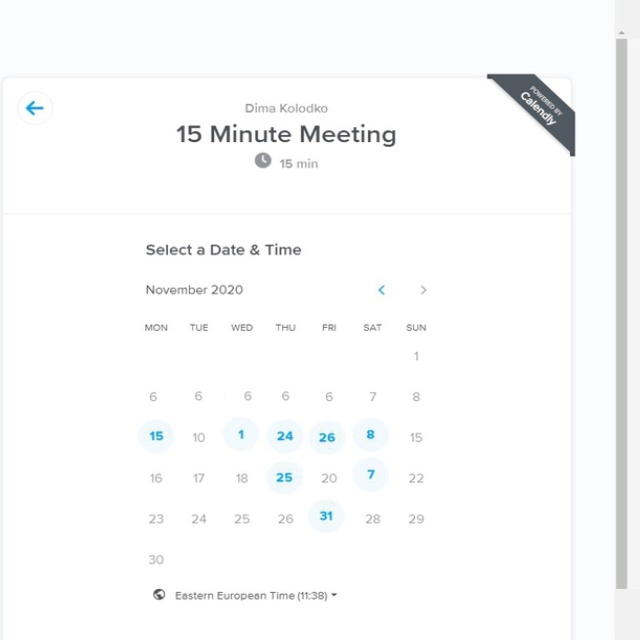 POWERED BY
Calendly
Dima Kolodko
15 Minute Meeting
15 min
Select a Date & Time
November 2020
MON TUE WED THU FRI SAT SUN
1
6 6 6 6 6 7 8
15 10 1 24 26 8 15
16 17 18 25 20 7 22
23 24 25 26 31 28 29
30
Eastern European Time (11:38)